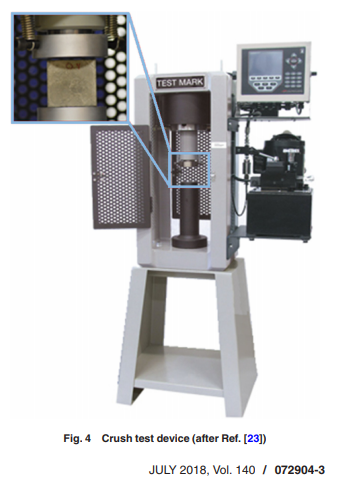 TEST MARK
Fig. 4 Crush test device (after Ref. [23])
JULY 2018, Vol. 140 / 072904-3